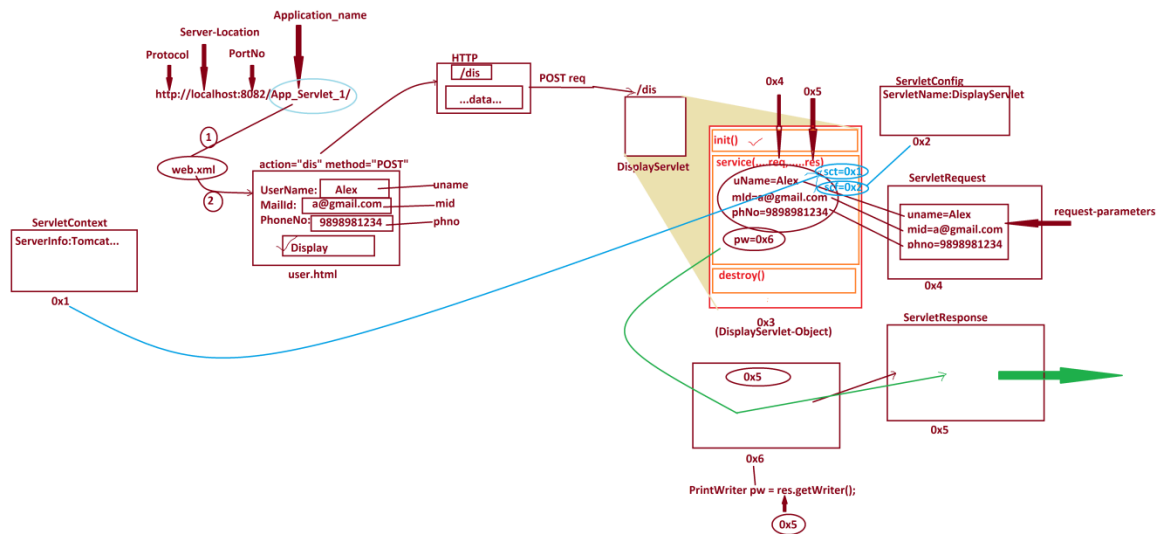 Application_name
Server-Location
Protocol
PortNo
http://localhost:8082/App_Servlet_1/
1
web.xml
2
ServletContext
ServerInfo:Tomcat...
0x1
action="dis" method="POST"
UserName: Alex
uname
MailId: a@gmail.com
mid
PhoneNo: 9898981234
phno
Display
user.html
HTTP
/dis
...data...
POST req
/dis
DisplayServlet
0x4
0x5
init()
service(....req, ....res)
sct=0x1
scf=0x2
uName=Alex
mId=a@gmail.com
phNo=9898981234
pw=0x6
destroy()
0x3
(DisplayServlet-Object)
ServletConfig
ServletName:DisplayServlet
0x2
ServletRequest
uname=Alex
mid=a@gmail.com
phno=9898981234
request-parameters
0x4
ServletResponse
0x5
0x5
0x6
PrintWriter pw = res.getWriter();
0x5